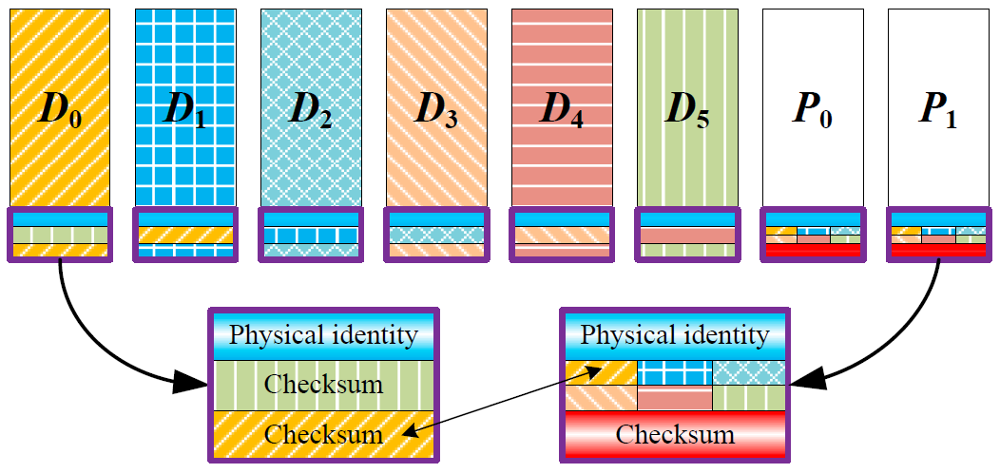 D0 D1 D2 D3 D4 D5 P0 P1
Physical identity
Checksum
Checksum
Physical identity
Checksum